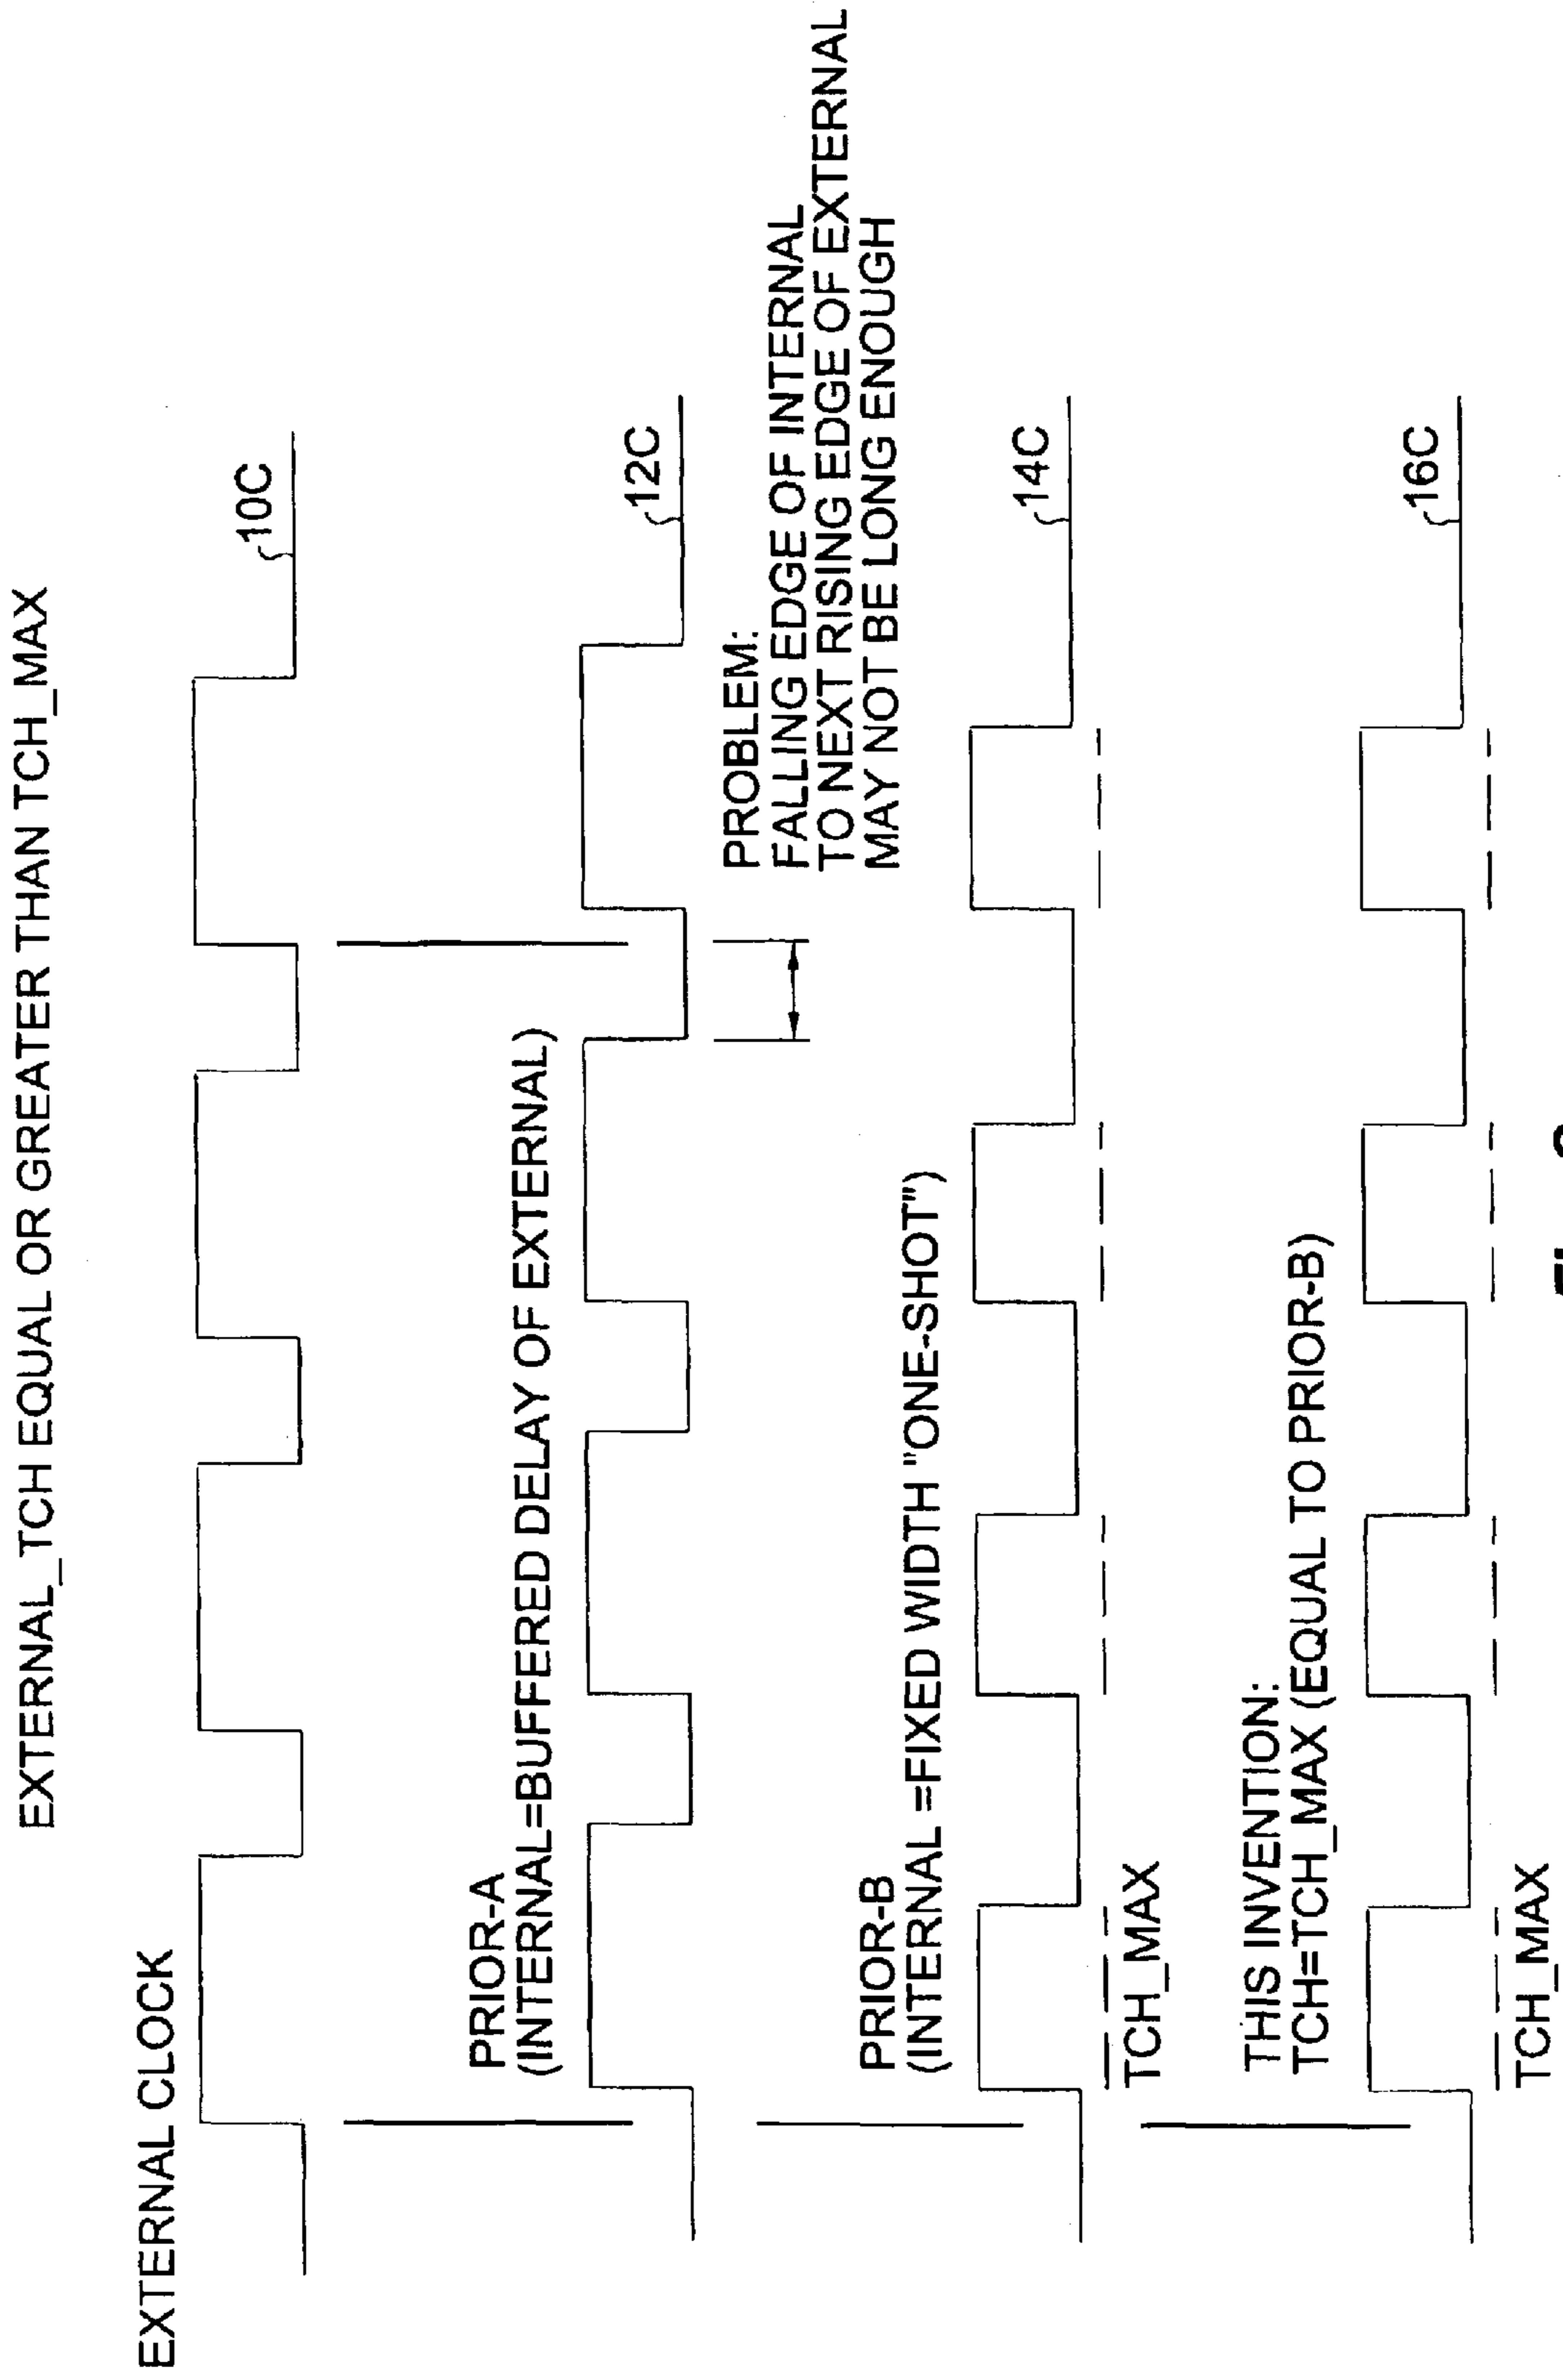 EXTERNAL_TCH EQUAL OR GREATER THAN TCH_MAX
EXTERNAL CLOCK
10C
PRIOR-A
(INTERNAL=BUFFERED DELAY OF EXTERNAL)
12C
PROBLEM:
FALLING EDGE OF INTERNAL
TO NEXT RISING EDGE OF EXTERNAL
MAY NOT BE LONG ENOUGH
PRIOR-B
(INTERNAL =FIXED WIDTH "ONE-SHOT")
14C
TCH_MAX
THIS INVENTION:
TCH=TCH_MAX (EQUAL TO PRIOR-B)
16C
TCH_MAX